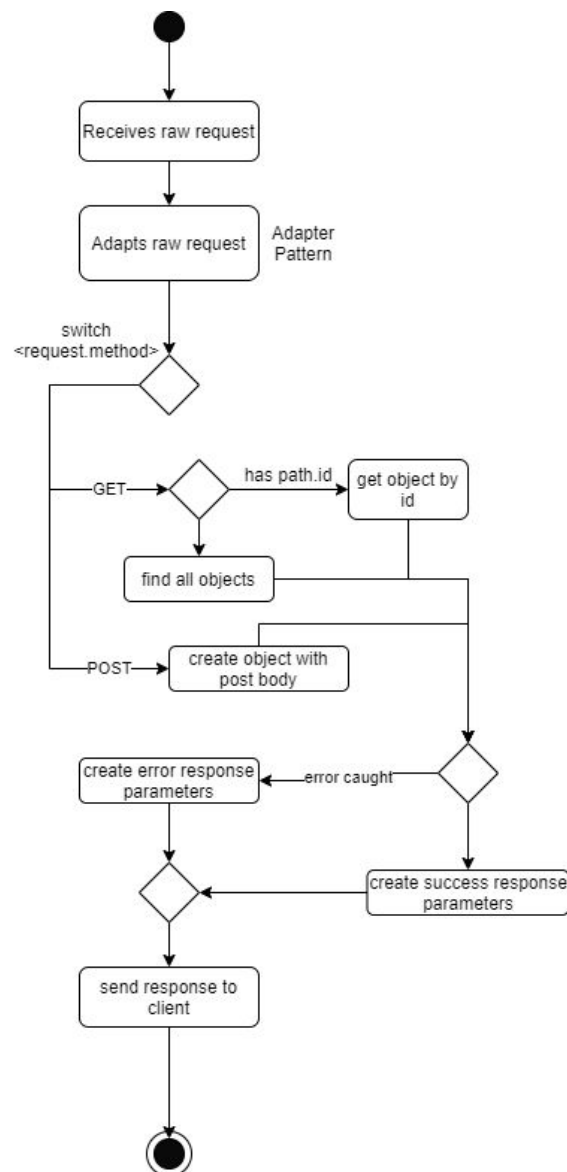 Receives raw request
Adapts raw request
Adapter
Pattern
switch
<request.method>
GET
has path.id
get object by
id
find all objects
POST
create object with
post body
create error response
parameters
error caught
create success response
parameters
send response to
client